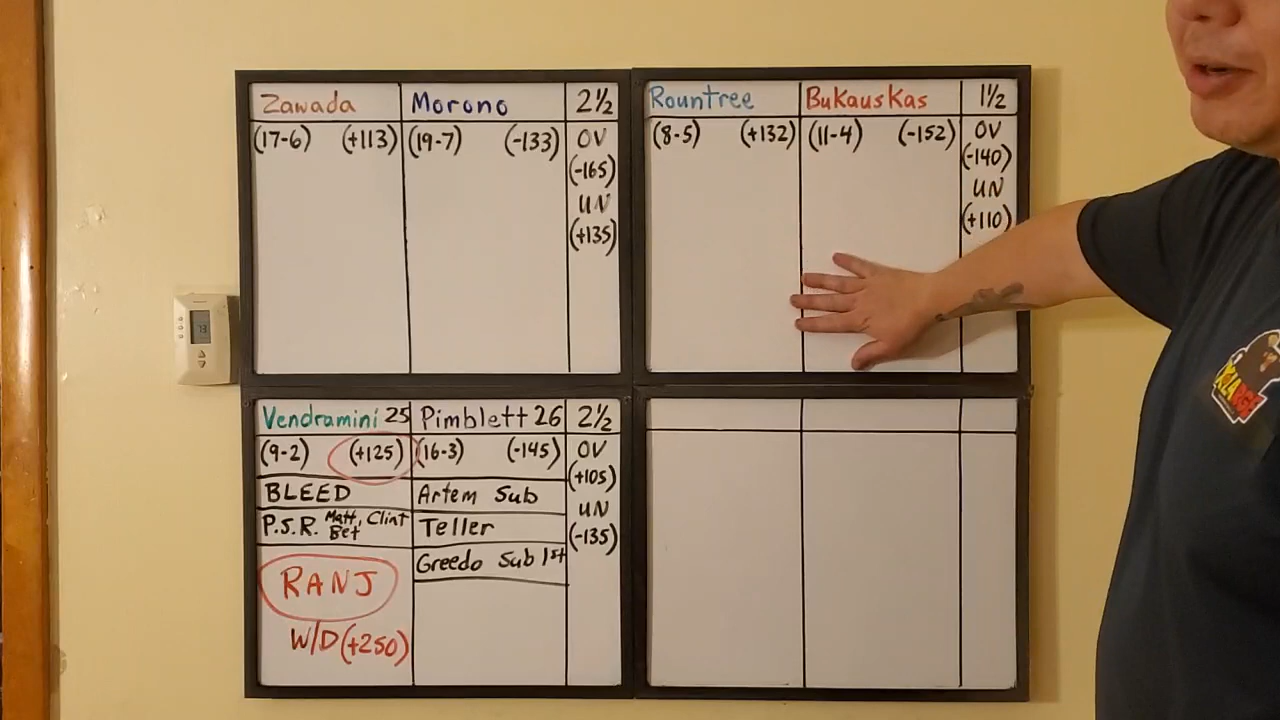 Zawada Morono 2½
(17-6) (+113) (19-7) (-133) OV
(-165)
UN
(+135)
Rountree Bukauskas 1½
(8-5) (+132) (11-4) (-152) OV
(-140)
UN
(+110)
Vendramini 25 Pimblett 26 2½
(9-2) (+125) (16-3) (-145) OV
BLEED Artem Sub (+105)
P.S.R. Matt, Clint Bet Teller UN
(-135)
RANJ Greedo Sub 1st
W/D (+250)
73
XLARGE